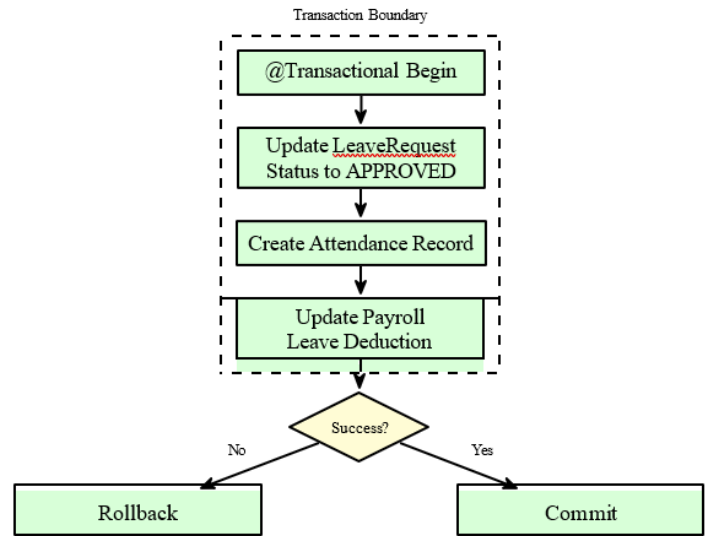 Transaction Boundary
@Transactional Begin
Update LeaveRequest
Status to APPROVED
Create Attendance Record
Update Payroll
Leave Deduction
Success?
No
Yes
Rollback
Commit